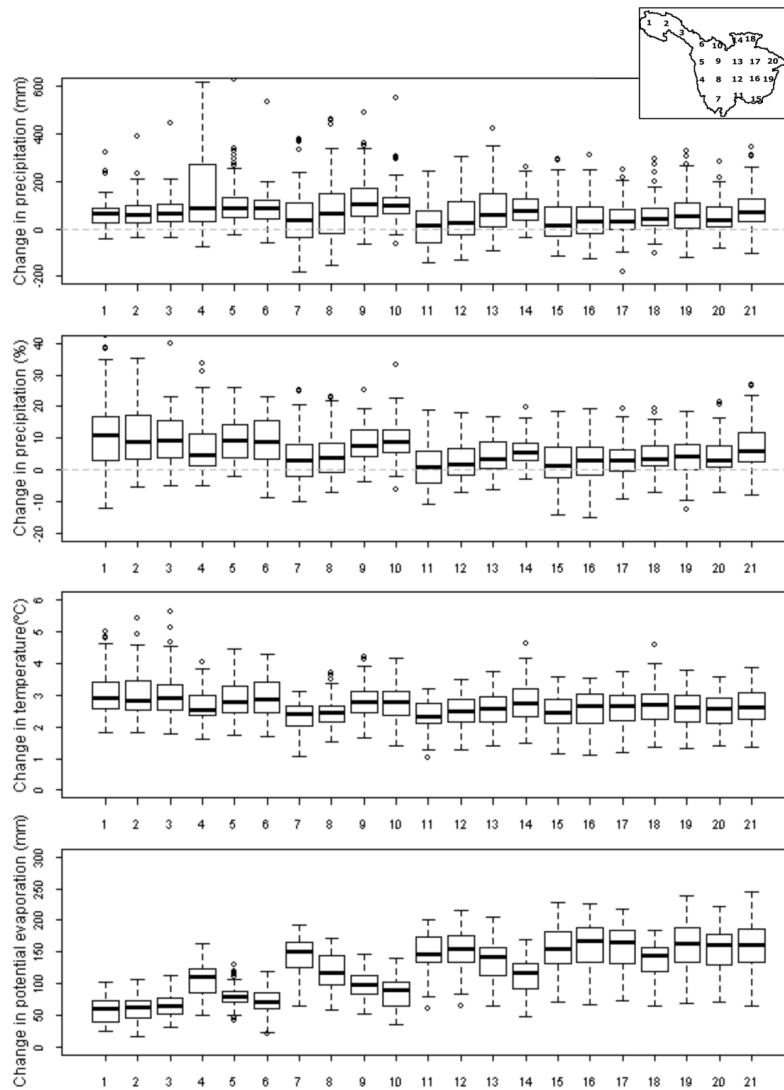 1 2 3 6 10 14 18
5 9 13 17 20
4 8 12 16 19
7 11 15
Change in precipitation (mm)
600
400
200
0
-200
1 2 3 4 5 6 7 8 9 10 11 12 13 14 15 16 17 18 19 20 21
Change in precipitation (%)
40
30
20
10
0
-10
-20
1 2 3 4 5 6 7 8 9 10 11 12 13 14 15 16 17 18 19 20 21
Change in temperature(°C)
6
5
4
3
2
1
0
1 2 3 4 5 6 7 8 9 10 11 12 13 14 15 16 17 18 19 20 21
Change in potential evaporation (mm)
300
250
200
150
100
50
0
1 2 3 4 5 6 7 8 9 10 11 12 13 14 15 16 17 18 19 20 21